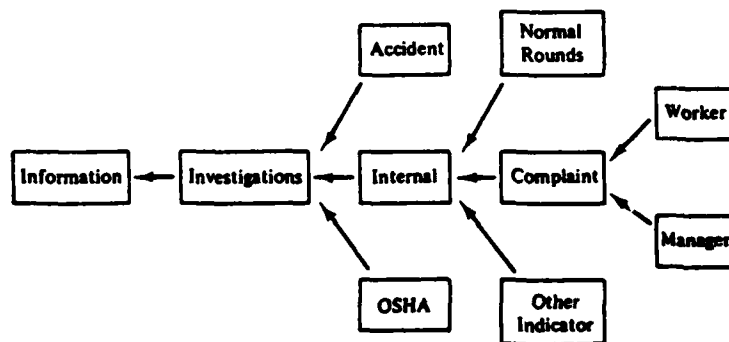 Accident
Normal
Rounds
Worker
Information
Investigations
Internal
Complaint
Manager
OSHA
Other
Indicator